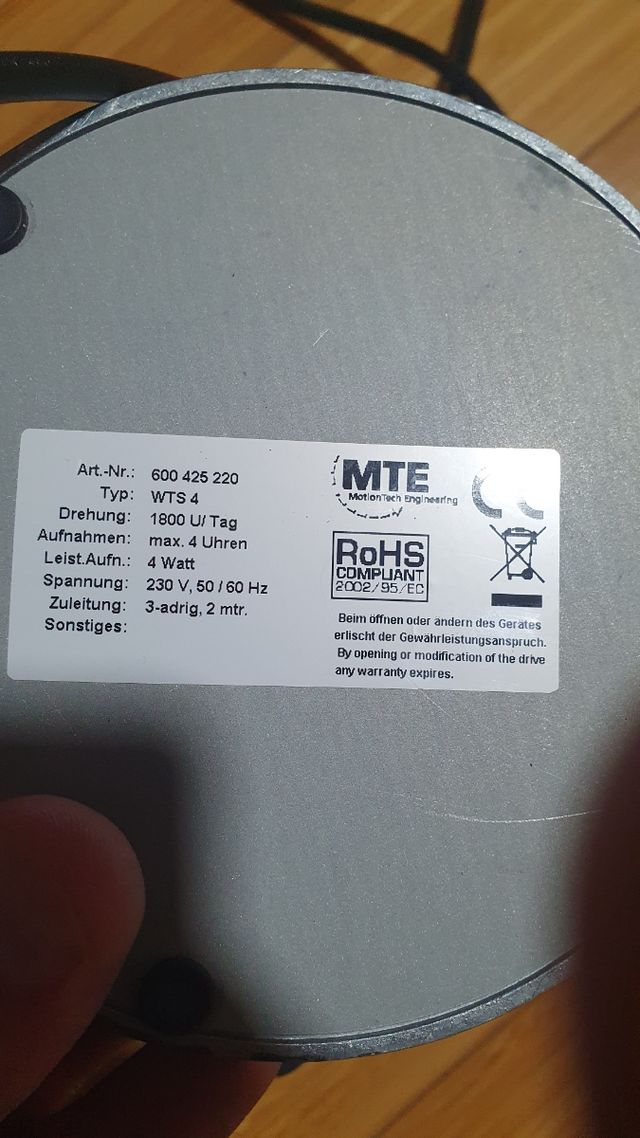 Art.-Nr.: 600 425 220
Typ: WTS 4
Drehung: 1800 U/ Tag
Aufnahmen: max. 4 Uhren
Leist.Aufn.: 4 Watt
Spannung: 230 V, 50 / 60 Hz
Zuleitung: 3-adrig, 2 mtr.
Sonstiges:
MTE
MotionTech Engineering
CE
RoHS
COMPLIANT
2002/95/EC
Beim öffnen oder ändern des Gerätes
erlischt der Gewährleistungsanspruch.
By opening or modification of the drive
any warranty expires.